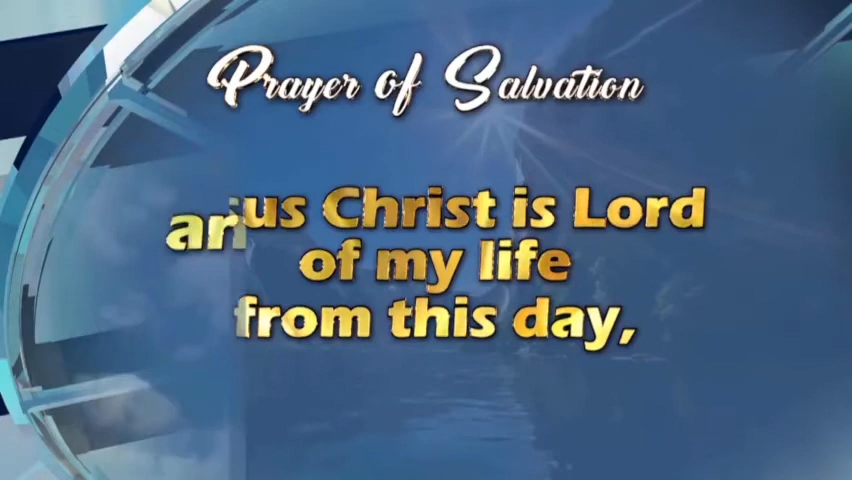 Prayer of Salvation
us Christ is Lord
of my life
from this day,